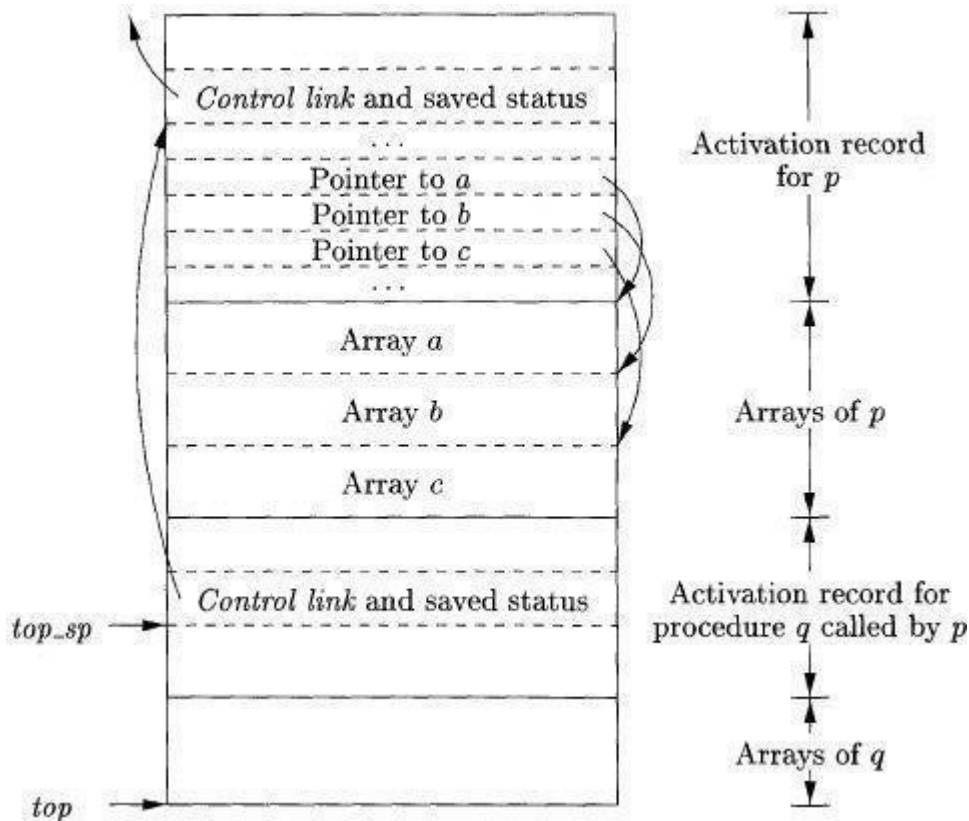 Control link and saved status
. . .
Pointer to a
Pointer to b
Pointer to c
. . .
Array a
Array b
Array c
Control link and saved status
top_sp
top
Activation record
for p
Arrays of p
Activation record for
procedure q called by p
Arrays of q